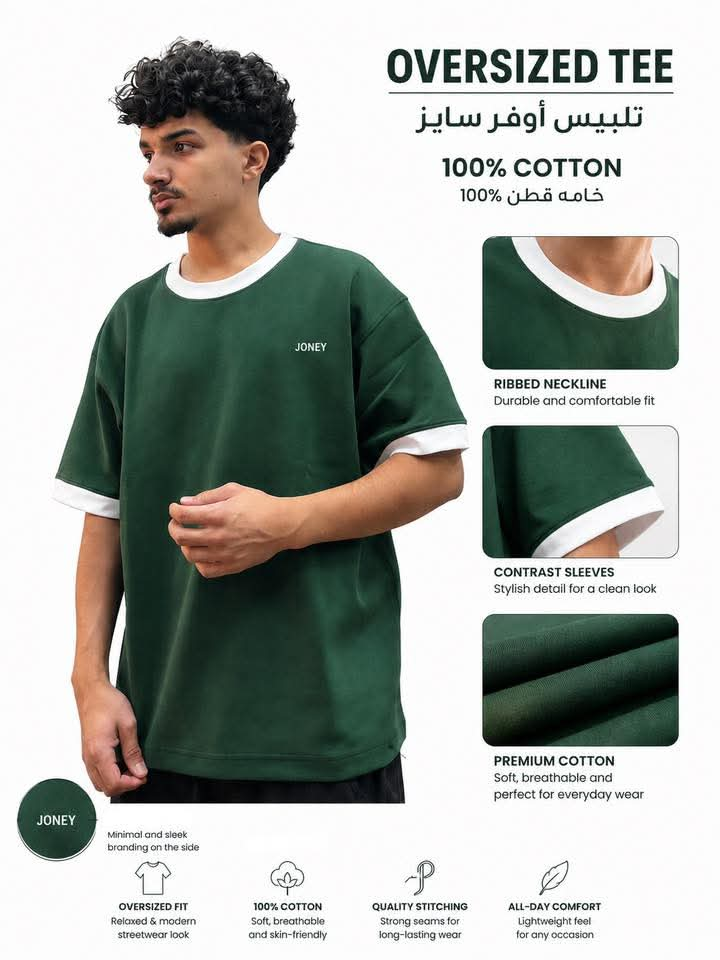 OVERSIZED TEE
تلبيس أوفر سايز
100% COTTON
خامه قطن %100
JONEY
RIBBED NECKLINE
Durable and comfortable fit
CONTRAST SLEEVES
Stylish detail for a clean look
PREMIUM COTTON
Soft, breathable and
perfect for everyday wear
JONEY
Minimal and sleek
branding on the side
OVERSIZED FIT
Relaxed & modern
streetwear look
100% COTTON
Soft, breathable
and skin-friendly
QUALITY STITCHING
Strong seams for
long-lasting wear
ALL-DAY COMFORT
Lightweight feel
for any occasion